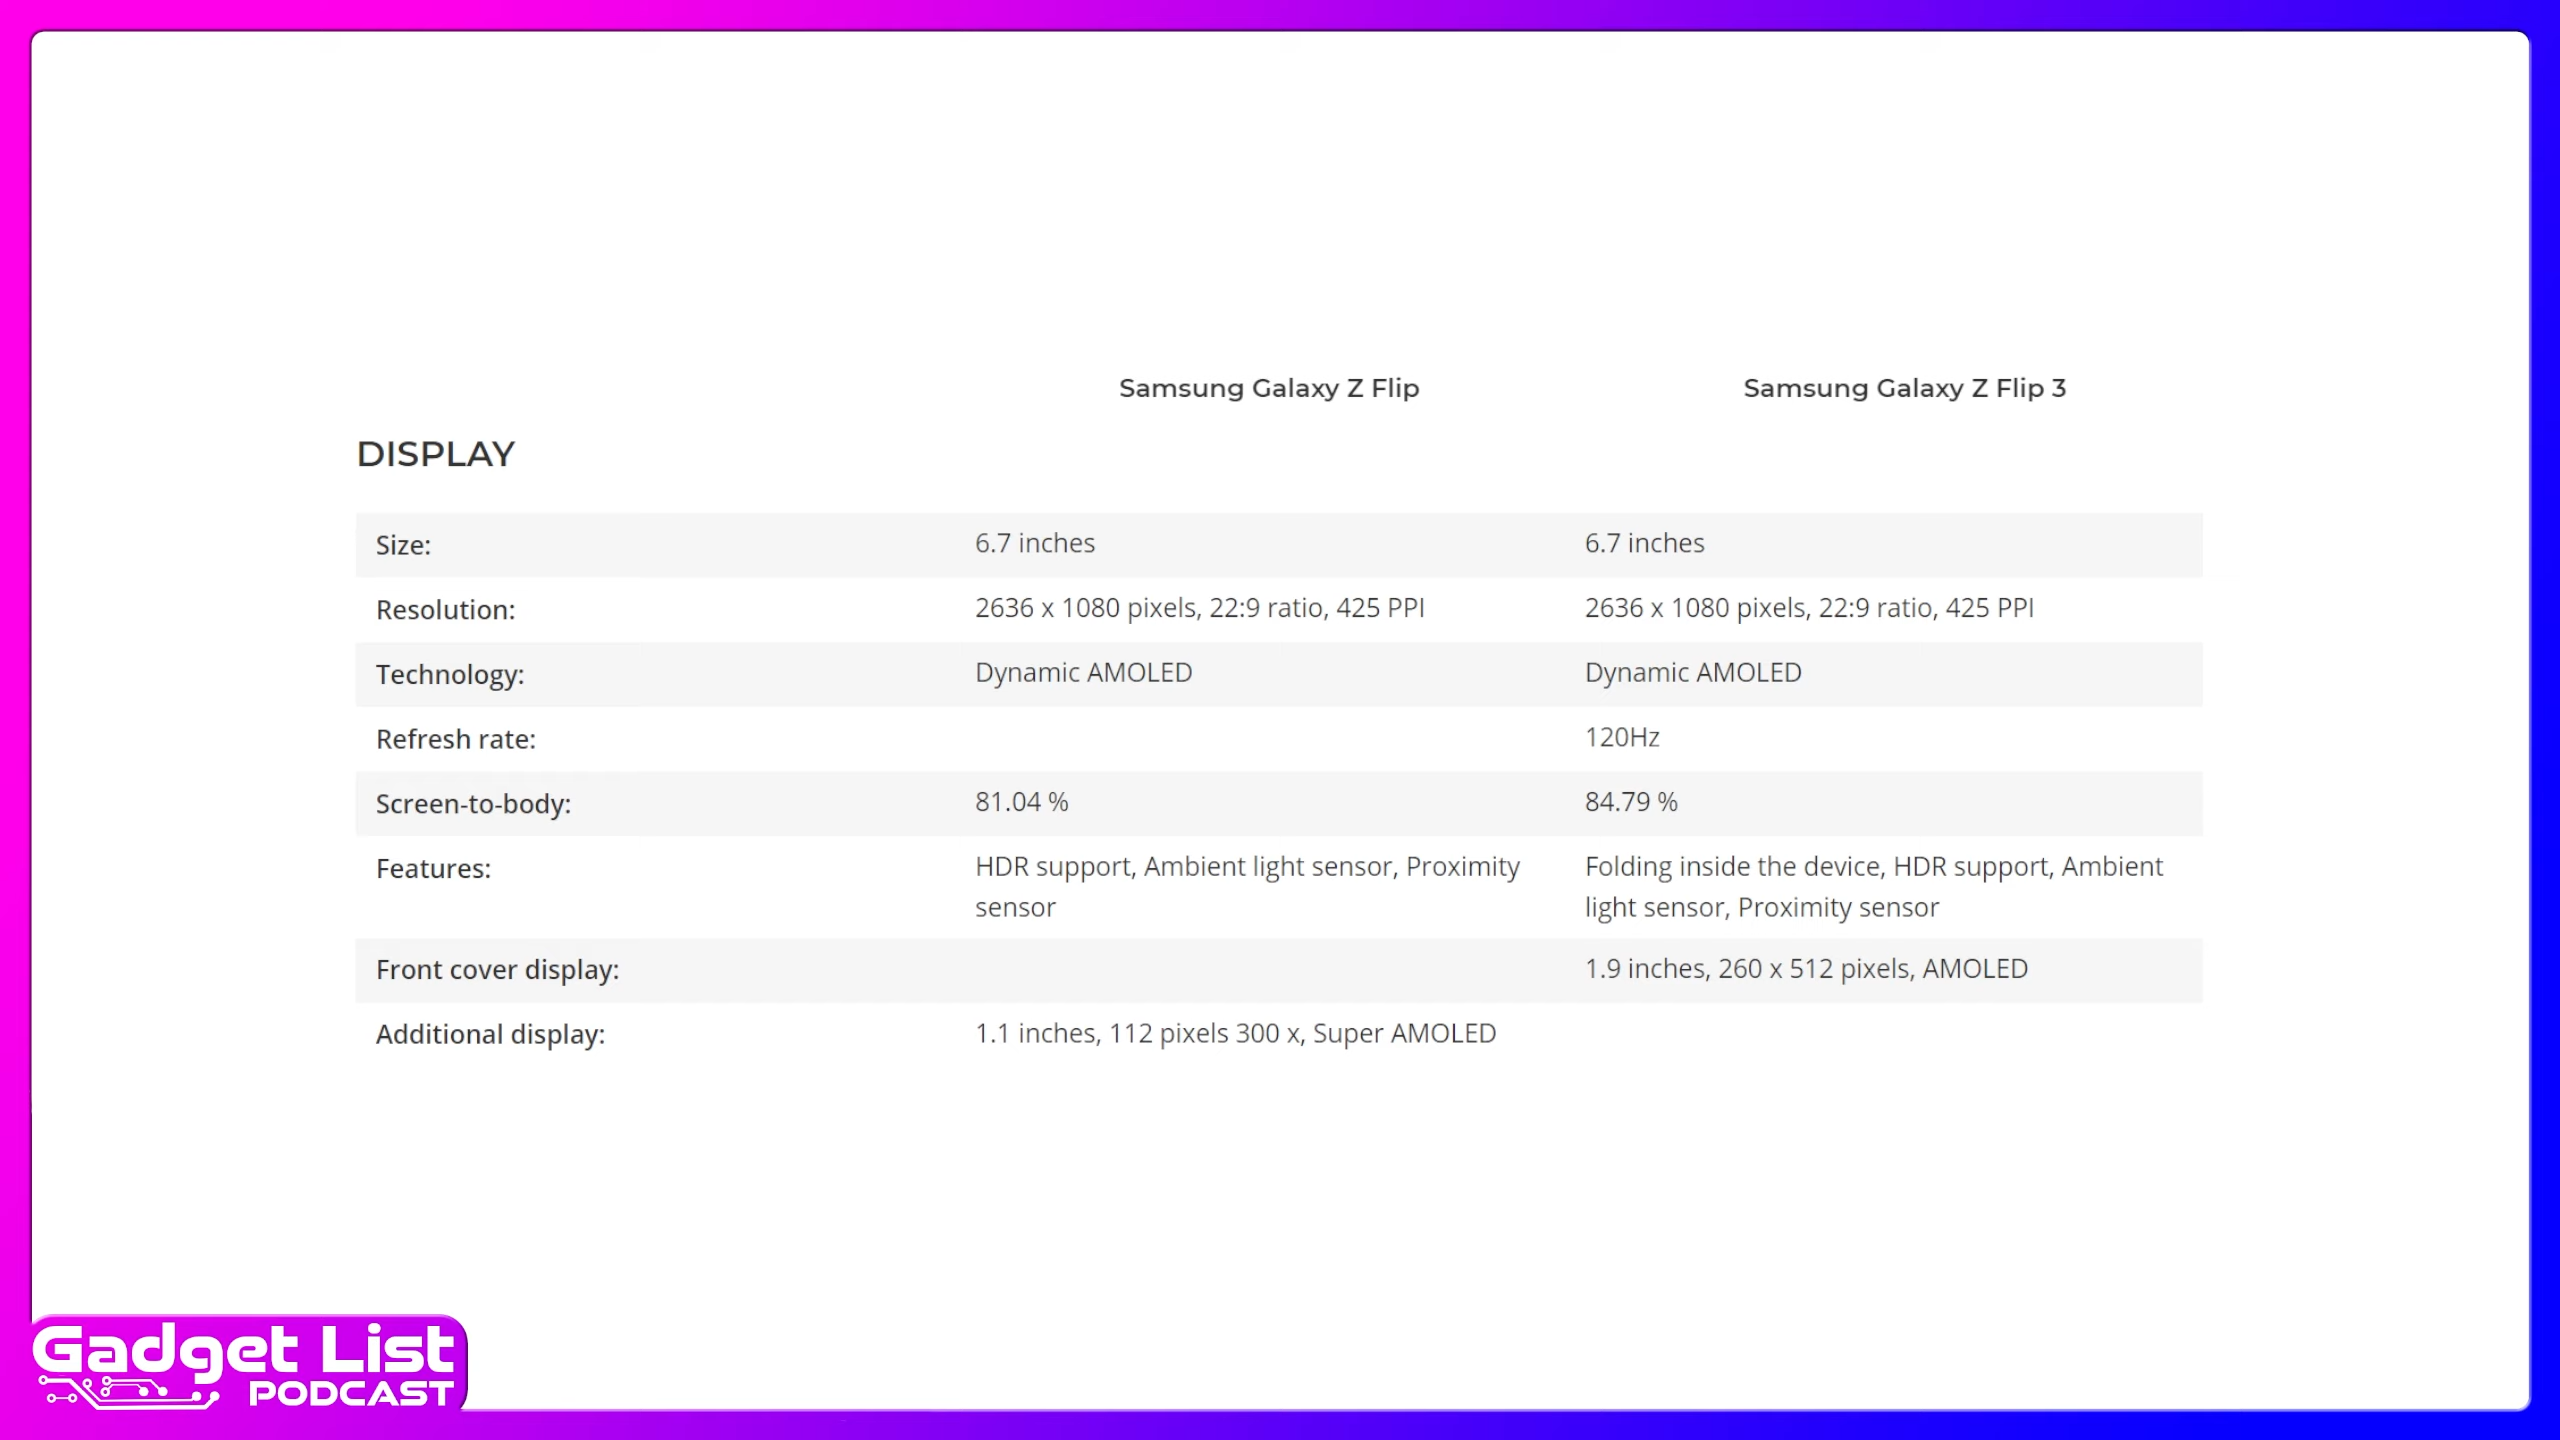 Samsung Galaxy Z Flip
Samsung Galaxy Z Flip 3
DISPLAY
Size:
6.7 inches
6.7 inches
Resolution:
2636 x 1080 pixels, 22:9 ratio, 425 PPI
2636 x 1080 pixels, 22:9 ratio, 425 PPI
Technology:
Dynamic AMOLED
Dynamic AMOLED
Refresh rate:
120Hz
Screen-to-body:
81.04 %
84.79 %
Features:
HDR support, Ambient light sensor, Proximity
sensor
Folding inside the device, HDR support, Ambient
light sensor, Proximity sensor
Front cover display:
1.9 inches, 260 x 512 pixels, AMOLED
Additional display:
1.1 inches, 112 pixels 300 x, Super AMOLED
Gadget List
PODCAST